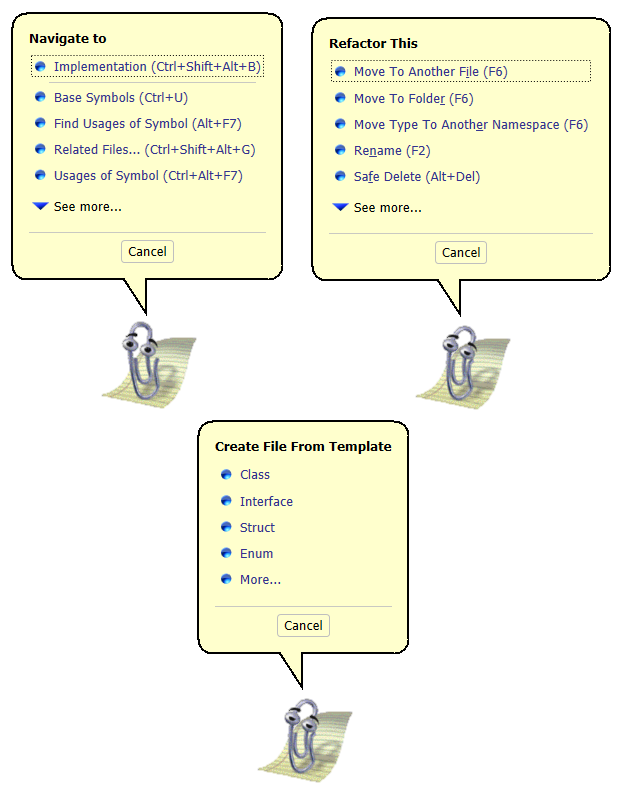 Navigate to
Implementation (Ctrl+Shift+Alt+B)
Base Symbols (Ctrl+U)
Find Usages of Symbol (Alt+F7)
Related Files... (Ctrl+Shift+Alt+G)
Usages of Symbol (Ctrl+Alt+F7)
See more...
Cancel
Refactor This
Move To Another File (F6)
Move To Folder (F6)
Move Type To Another Namespace (F6)
Rename (F2)
Safe Delete (Alt+Del)
See more...
Cancel
Create File From Template
Class
Interface
Struct
Enum
More...
Cancel